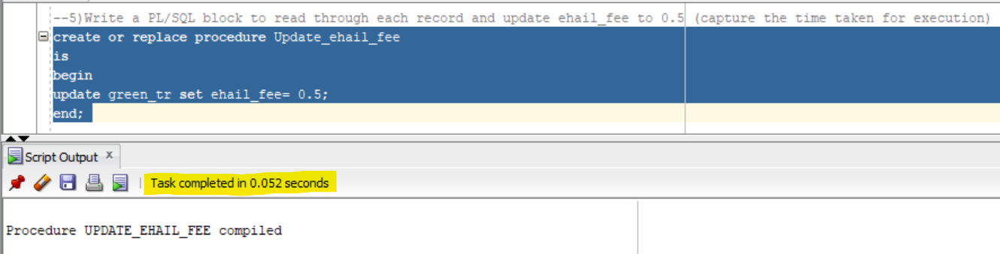 --5)Write a PL/SQL block to read through each record and update ehail_fee to 0.5 (capture the time taken for execution)
create or replace procedure Update_ehail_fee
is
begin
update green_tr set ehail_fee= 0.5;
end;
Script Output x
Task completed in 0.052 seconds
Procedure UPDATE_EHAIL_FEE compiled